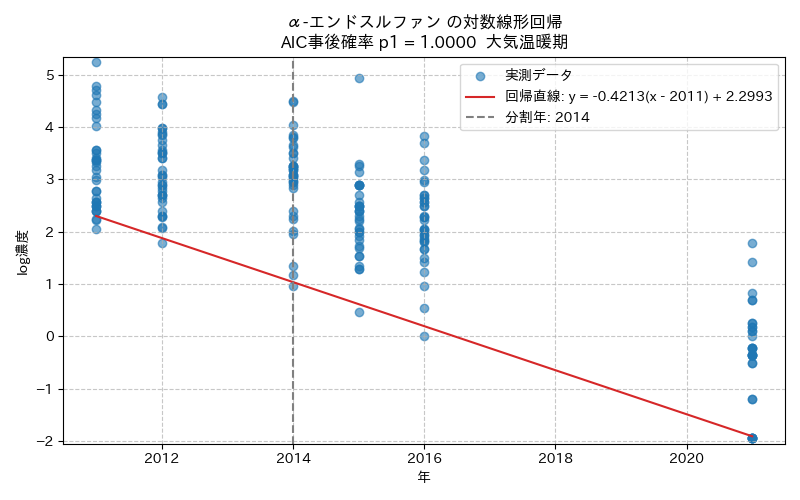 α-エンドスルファン の対数線形回帰
AIC事後確率 p1 = 1.0000  大気温暖期
実測データ
回帰直線: y = -0.4213(x - 2011) + 2.2993
分割年: 2014
log濃度
5
4
3
2
1
0
−1
−2
2012
2014
2016
2018
2020
年